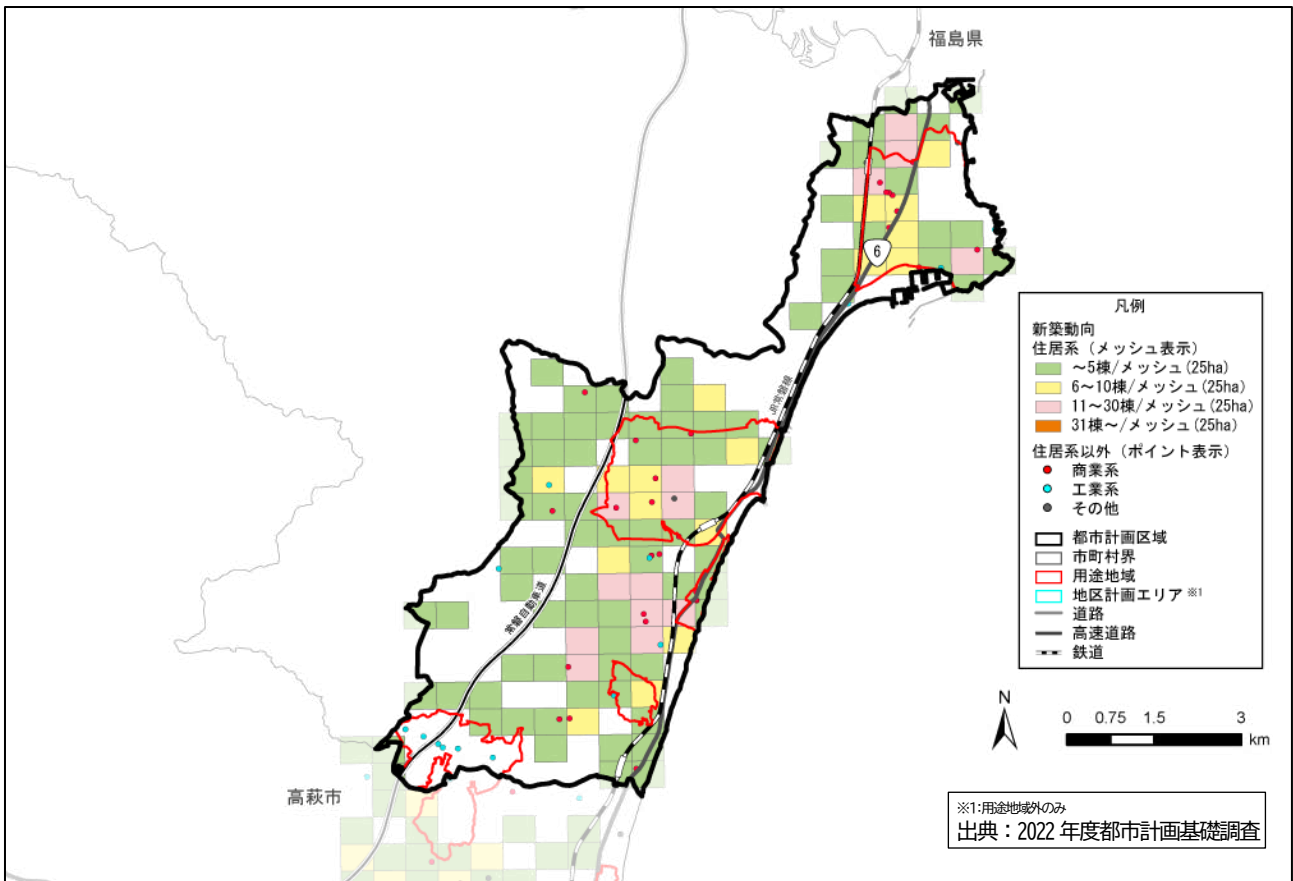 福島県
6
JR常磐線
常磐自動車道
高萩市
凡例
新築動向
住居系（メッシュ表示）
～5棟/メッシュ(25ha)
6～10棟/メッシュ(25ha)
11～30棟/メッシュ(25ha)
31棟～/メッシュ(25ha)
住居系以外（ポイント表示）
商業系
工業系
その他
都市計画区域
市町村界
用途地域
地区計画エリア ※1
道路
高速道路
鉄道
N
0 0.75 1.5 3
km
※1:用途地域外のみ
出典：2022 年度都市計画基礎調査